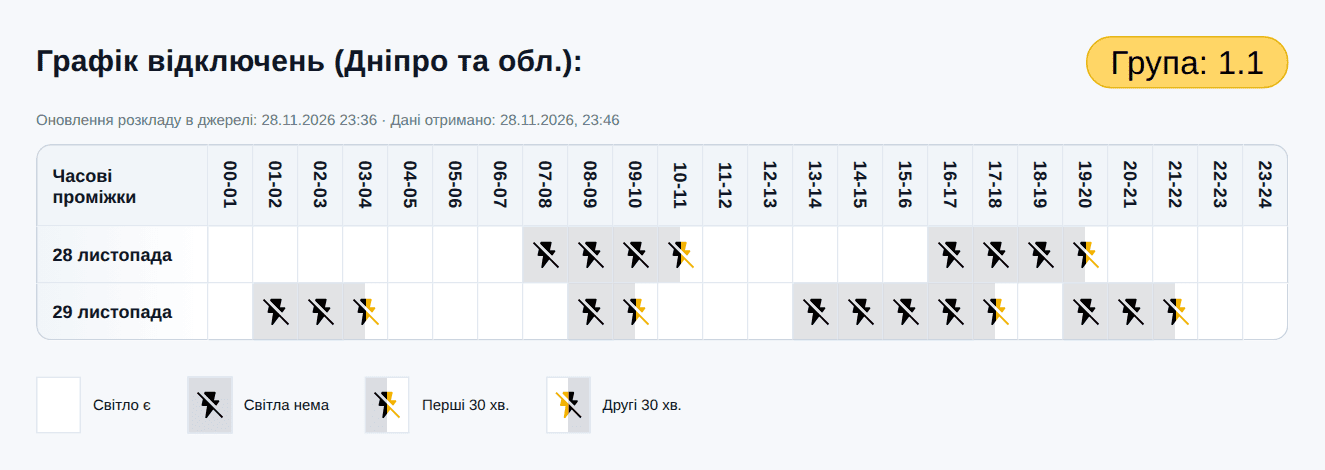 Графік відключень (Дніпро та обл.):
Група: 1.1
Оновлення розкладу в джерелі: 28.11.2026 23:36 · Дані отримано: 28.11.2026, 23:46
Часові
проміжки
00-01
01-02
02-03
03-04
04-05
05-06
06-07
07-08
08-09
09-10
10-11
11-12
12-13
13-14
14-15
15-16
16-17
17-18
18-19
19-20
20-21
21-22
22-23
23-24
28 листопада
29 листопада
Світло є
Світла нема
Перші 30 хв.
Другі 30 хв.